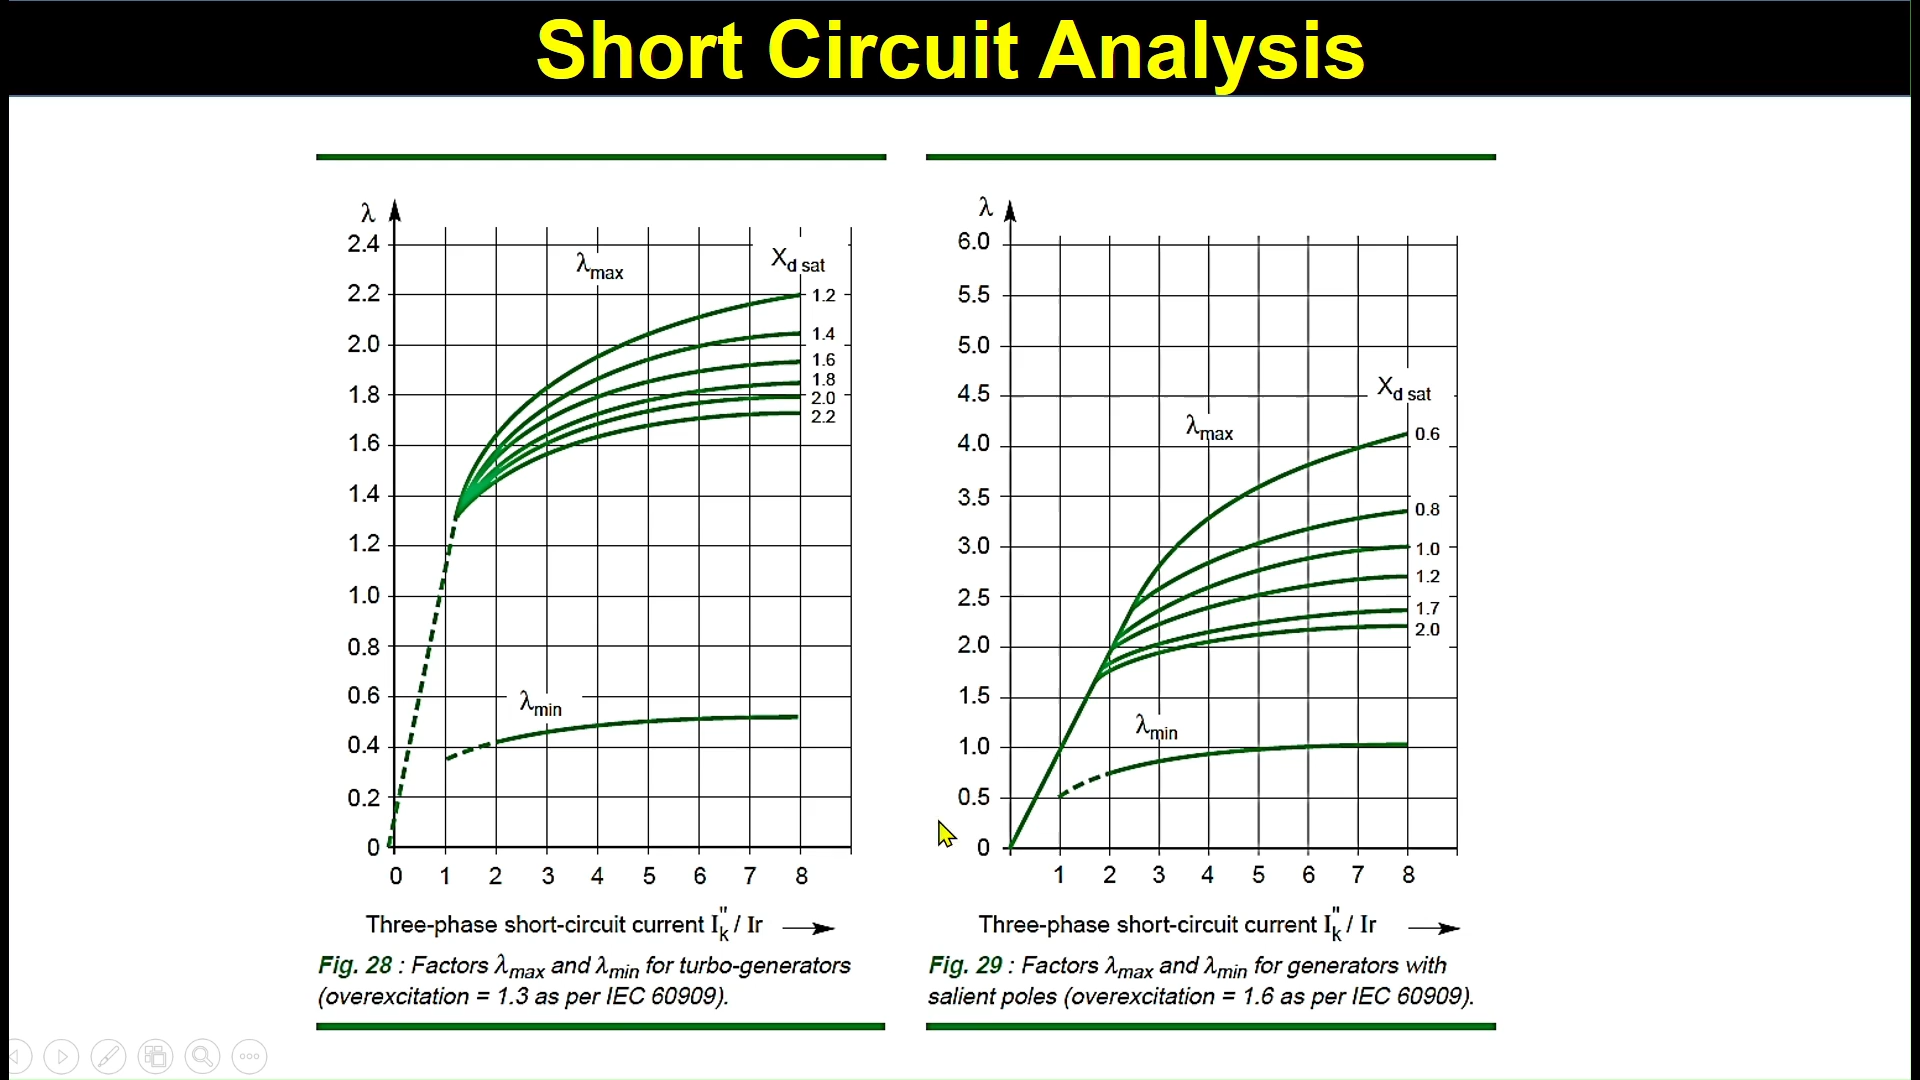 Short Circuit Analysis
λ
2.4
2.2
2.0
1.8
1.6
1.4
1.2
1.0
0.8
0.6
0.4
0.2
0
λmax
Xd sat
1.2
1.4
1.6
1.8
2.0
2.2
λmin
0 1 2 3 4 5 6 7 8
Three-phase short-circuit current I"k / Ir
Fig. 28 : Factors λmax and λmin for turbo-generators
(overexcitation = 1.3 as per IEC 60909).
λ
6.0
5.5
5.0
4.5
4.0
3.5
3.0
2.5
2.0
1.5
1.0
0.5
0
Xd sat
λmax
0.6
0.8
1.0
1.2
1.7
2.0
λmin
1 2 3 4 5 6 7 8
Three-phase short-circuit current I"k / Ir
Fig. 29 : Factors λmax and λmin for generators with
salient poles (overexcitation = 1.6 as per IEC 60909).